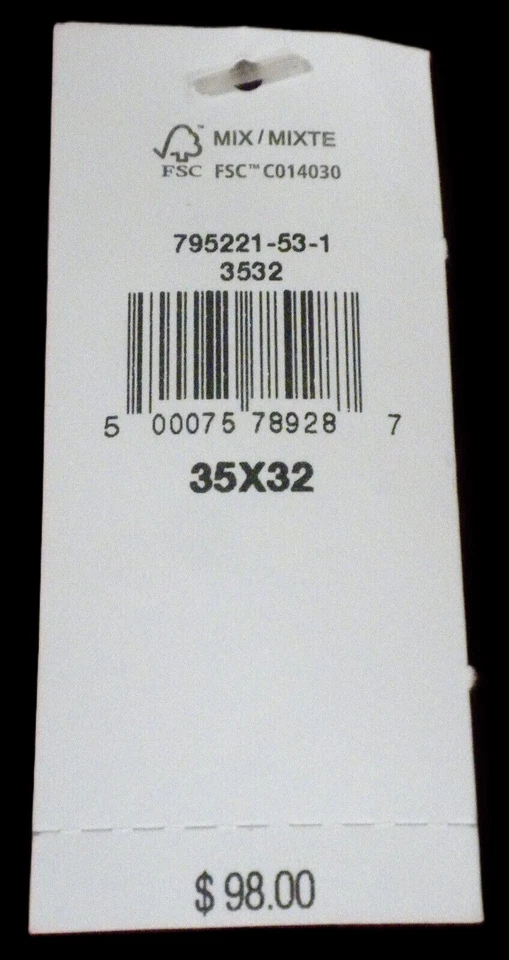 MIX / MIXTE
FSC FSC™ C014030
795221-53-1
3532
5 00075 78928 7
35X32
$ 98.00